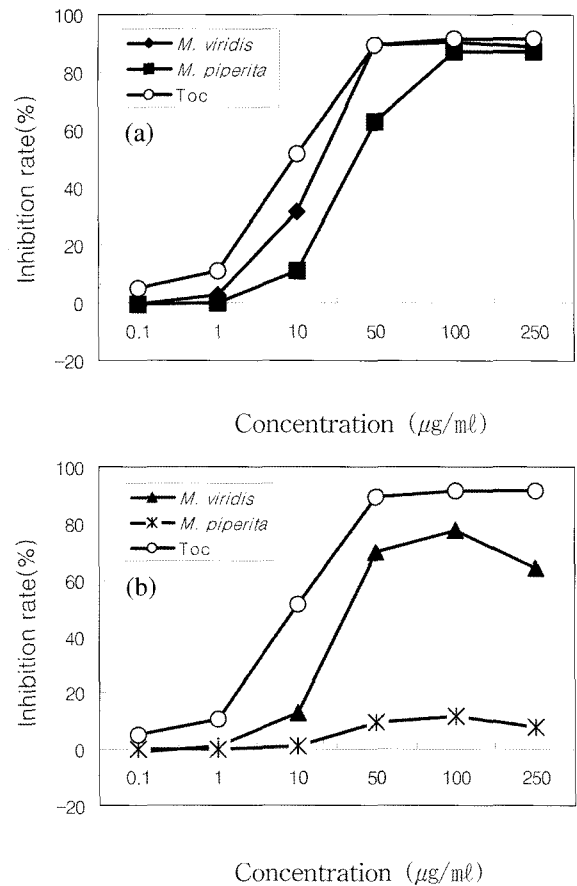 100
80
60
40
20
0
-20
Inhibition rate(%)
M. viridis
M. piperita
Toc
(a)
0.1 1 10 50 100 250
Concentration (μg/㎖)
100
80
60
40
20
0
-20
Inhibition rate(%)
M. viridis
M. piperita
Toc
(b)
0.1 1 10 50 100 250
Concentration (μg/㎖)